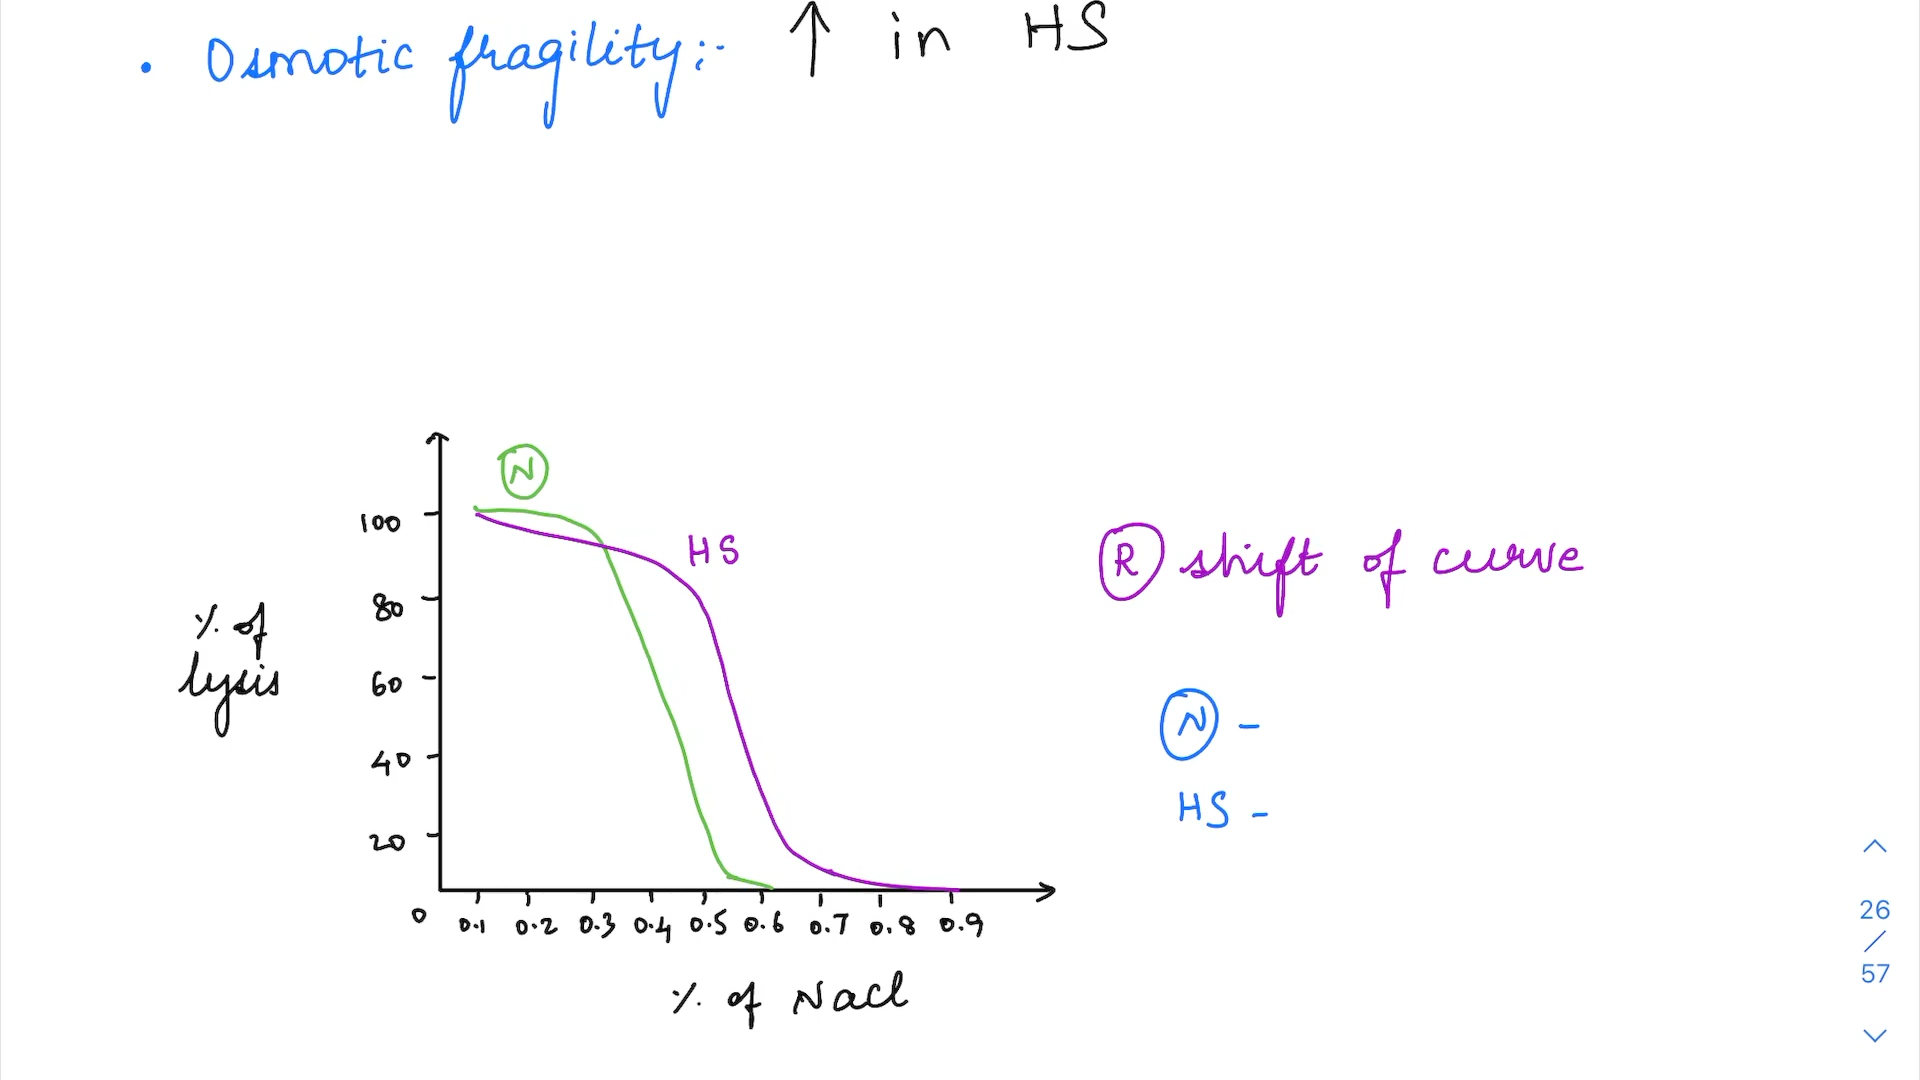 • Osmotic fragility:- ↑ in HS
N
100
HS
80
% of
lysis
60
40
20
0 0.1 0.2 0.3 0.4 0.5 0.6 0.7 0.8 0.9
% of Nacl
R shift of curve
N -
HS -
26
/
57